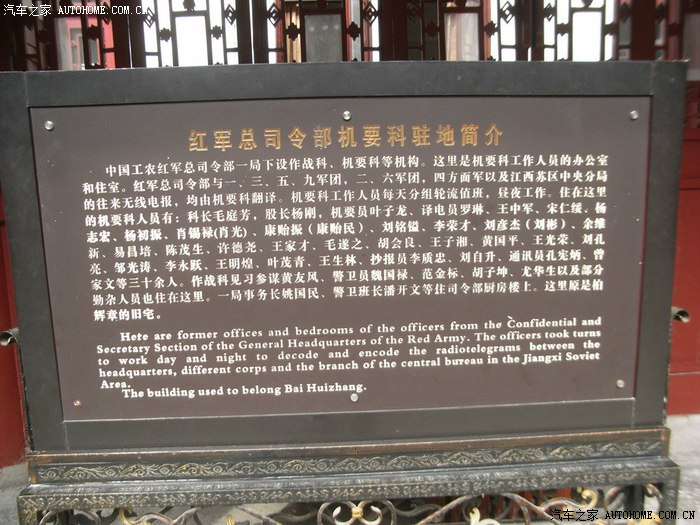 汽车之家 AUTOHOME.COM.CN
汽车之家 AUTOHOME.COM.CN
红军总司令部机要科驻地简介
中国工农红军总司令部一局下设作战科、机要科等机构。这里是机要科工作人员的办公室
和住室。红军总司令部与一、三、五、九军团，二、六军团，四方面军以及江西苏区中央分局
的往来无线电报，均由机要科翻译。机要科工作人员每天分组轮流值班，昼夜工作。住在这里
的机要科人员有：科长毛庭芳，股长杨刚，机要员叶子龙、译电员罗琳、王中军、宋仁绥、杨
志宏、杨初振、肖锡禄(肖光)、康贻振（康贻民）、刘铭镒、李荣才、刘彦杰（刘彬）、余维
新、易昌培、陈茂生、许德尧、王家才、毛遂之、胡会良、王子湘、黄国平、王光荣、刘孔
亮、邹光涛、李永跃、王明煌、叶茂青、王生林、抄报员李质忠、刘自升、通讯员孔宪炳、曾
家文等三十余人。作战科见习参谋黄友凤、警卫员魏国禄、范金标、胡子坤、尤华生以及部分
勤杂人员也住在这里。一局事务长姚国民、警卫班长潘开文等住司令部厨房楼上。这里原是柏
辉章的旧宅。
Hete are former offices and bedrooms of the officers from the Confidential and
Secretary Section of the General Headquarters of the Red Army. The officers took turns
to work day and night to decode and encode the radiotelegrams between the
headquarters, different corps and the branch of the central bureau in the Jiangxi Soviet
Area.
The building used to belong Bai Huizhang.
汽车之家 AUTOHOME.COM.CN
汽车之家 AUTOHOME.COM.CN